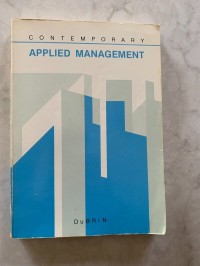 CONTEMPORARY
APPLIED MANAGEMENT
DUBRIN